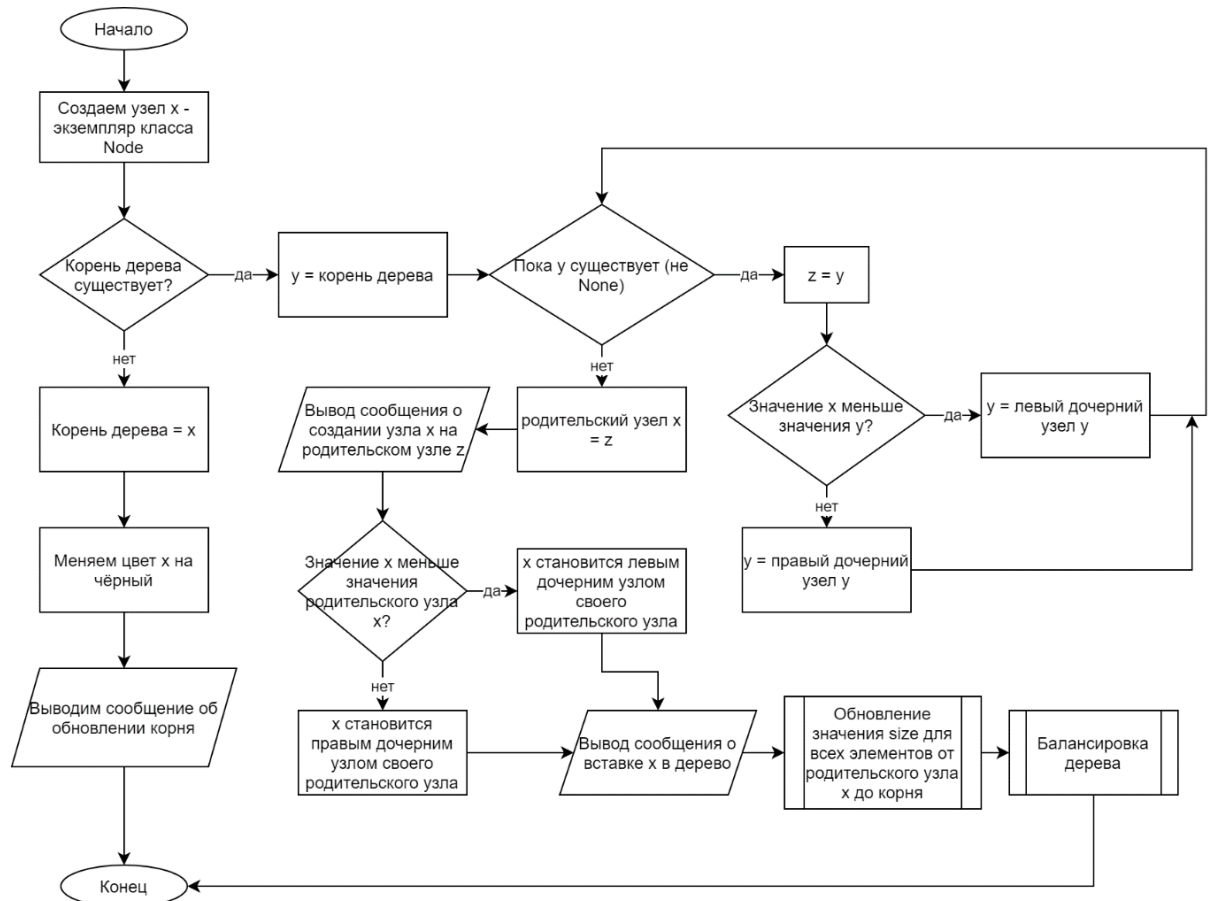 Начало
Создаем узел x -
экземпляр класса
Node
Корень дерева
существует?
да
y = корень дерева
Пока y существует (не
None)
да
z = y
нет
нет
Корень дерева = x
Вывод сообщения о
создании узла x на
родительском узле z
родительский узел x
= z
Значение x меньше
значения y?
да
y = левый дочерний
узел y
нет
y = правый дочерний
узел y
Меняем цвет x на
чёрный
Значение x меньше
значения
родительского узла
x?
да
x становится левым
дочерним узлом
своего
родительского узла
нет
Выводим сообщение об
обновлении корня
x становится
правым дочерним
узлом своего
родительского узла
Вывод сообщения о
вставке x в дерево
Обновление
значения size для
всех элементов от
родительского узла
x до корня
Балансировка
дерева
Конец